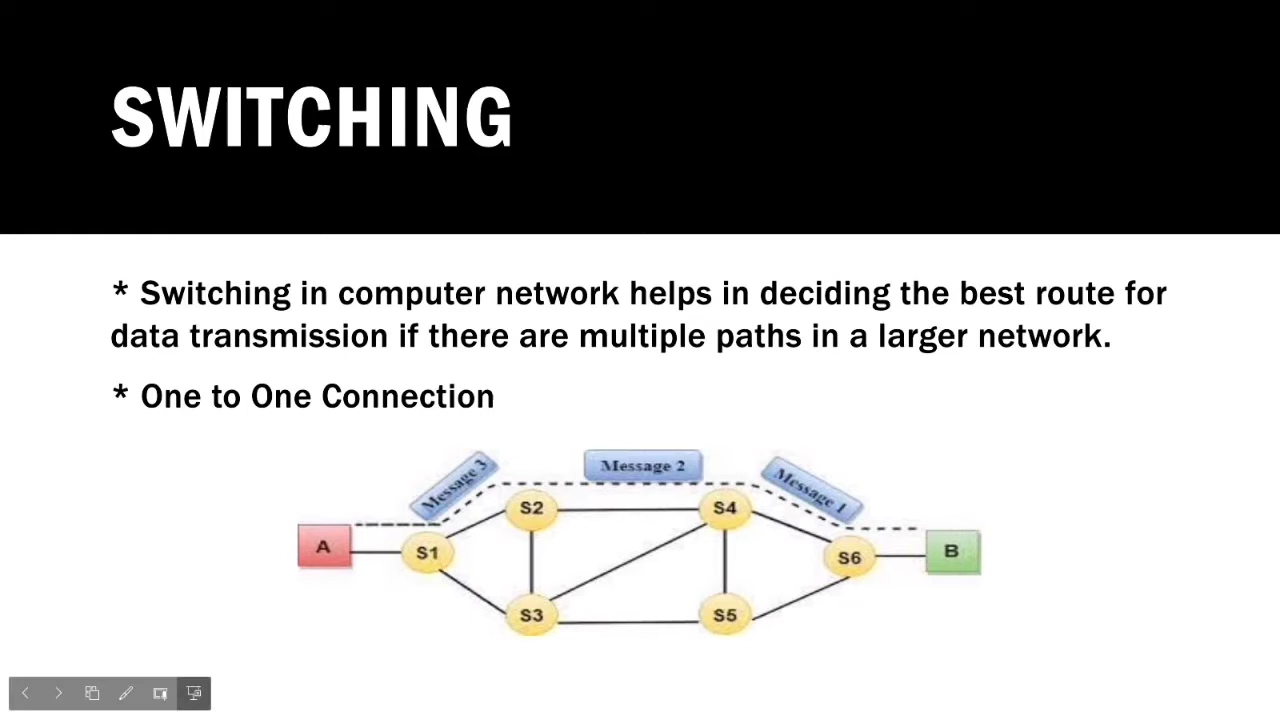 SWITCHING
* Switching in computer network helps in deciding the best route for
data transmission if there are multiple paths in a larger network.
* One to One Connection
Message 3
Message 2
Message 1
A
S1
S2
S4
S6
B
S3
S5